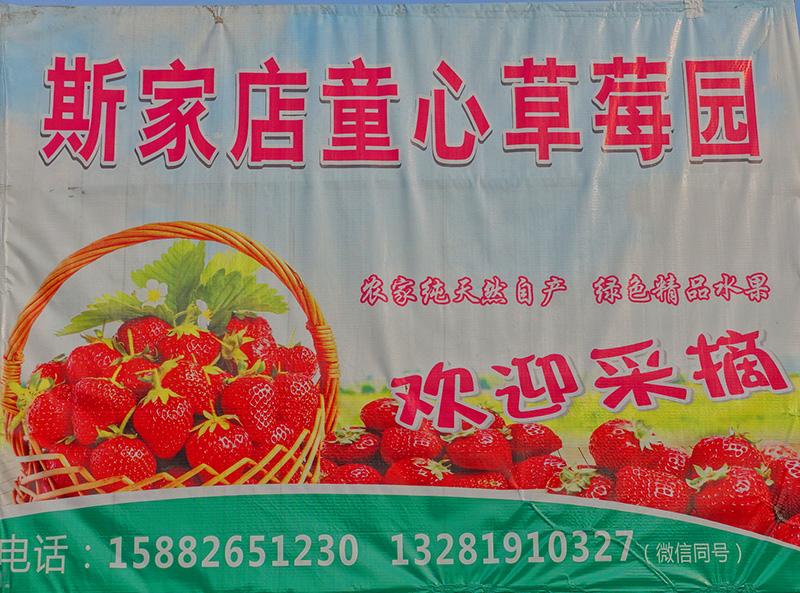 斯家店童心草莓园
农家纯天然自产 绿色精品水果
欢迎采摘
电话：15882651230 13281910327（微信同号）